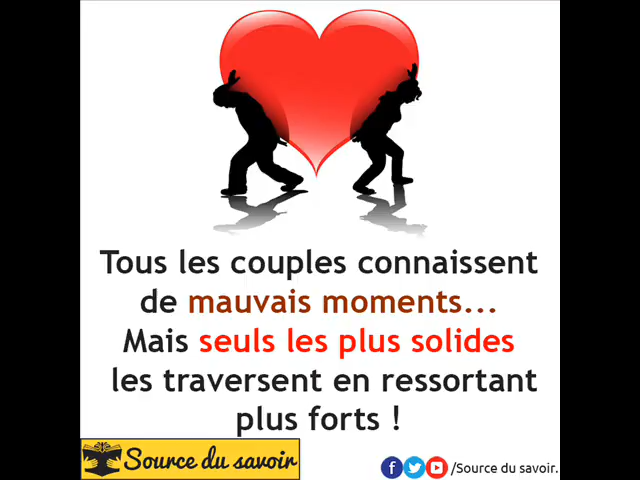 Tous les couples connaissent
de mauvais moments...
Mais seuls les plus solides
les traversent en ressortant
plus forts !
Source du savoir
/Source du savoir.